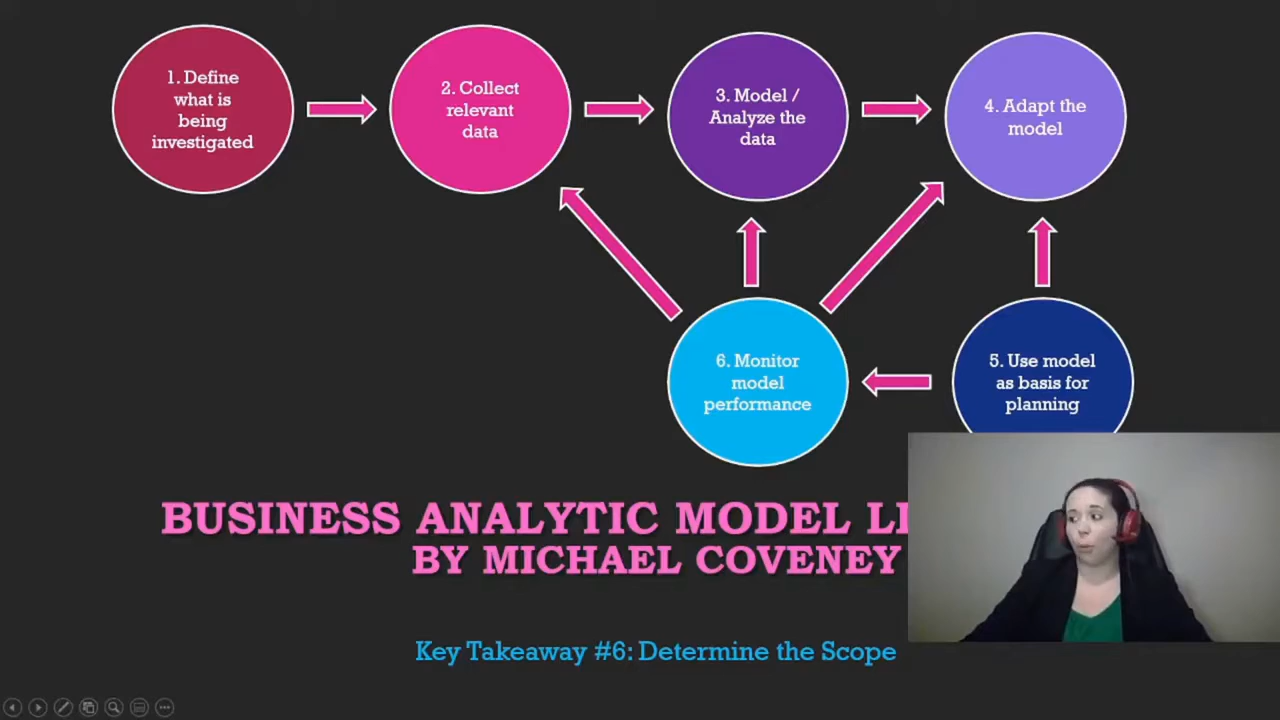 1. Define
what is
being
investigated
2. Collect
relevant
data
3. Model /
Analyze the
data
4. Adapt the
model
6. Monitor
model
performance
5. Use model
as basis for
planning
BUSINESS ANALYTIC MODEL
BY MICHAEL COVENEY
Key Takeaway #6: Determine the Scope